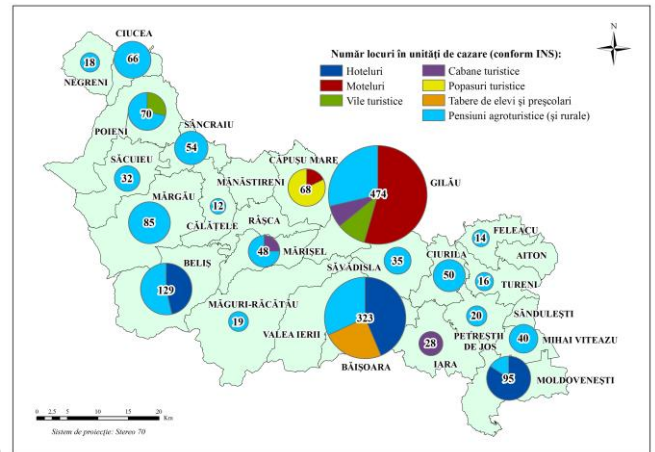 N
CIUCEA
66
18
NEGRENI
Număr locuri în unități de cazare (conform INS):
Hoteluri
Moteluri
Vile turistice
Cabane turistice
Popasuri turistice
Tabere de elevi și preșcolari
Pensiuni agroturistice (și rurale)
70
POIENI
SÂNCRAIU
54
SĂCUIEU
32
CĂPUȘU MARE
68
MĂNĂSTIRENI
474
GILĂU
MĂRGĂU
85
12
CĂLĂȚELE
RÂȘCA
48
MĂRIȘEL
35
SĂVĂDISLA
CIURILA
50
FELEACU
14
AITON
16
TURENI
BELIȘ
129
MĂGURI-RĂCĂTĂU
19
VALEA IERII
323
BĂIȘOARA
28
IARA
20
PETREȘTII
DE JOS
SĂNDULEȘTI
40
MIHAI VITEAZU
95
MOLDOVENEȘTI
0 2,5 5 10 15 20
Km
Sistem de proiecție: Stereo 70